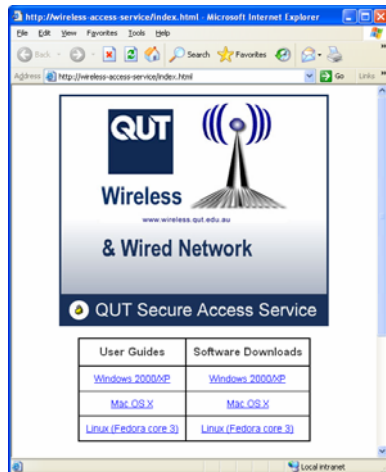 http://wireless-access-service/index.html - Microsoft Internet Explorer
File Edit View Favorites Tools Help
Back Search Favorites
Address http://wireless-access-service/index.html Go Links »
QUT
Wireless
www.wireless.qut.edu.au
& Wired Network
QUT Secure Access Service
User Guides Software Downloads
Windows 2000/XP Windows 2000/XP
Mac OS X Mac OS X
Linux (Fedora core 3) Linux (Fedora core 3)
Local intranet